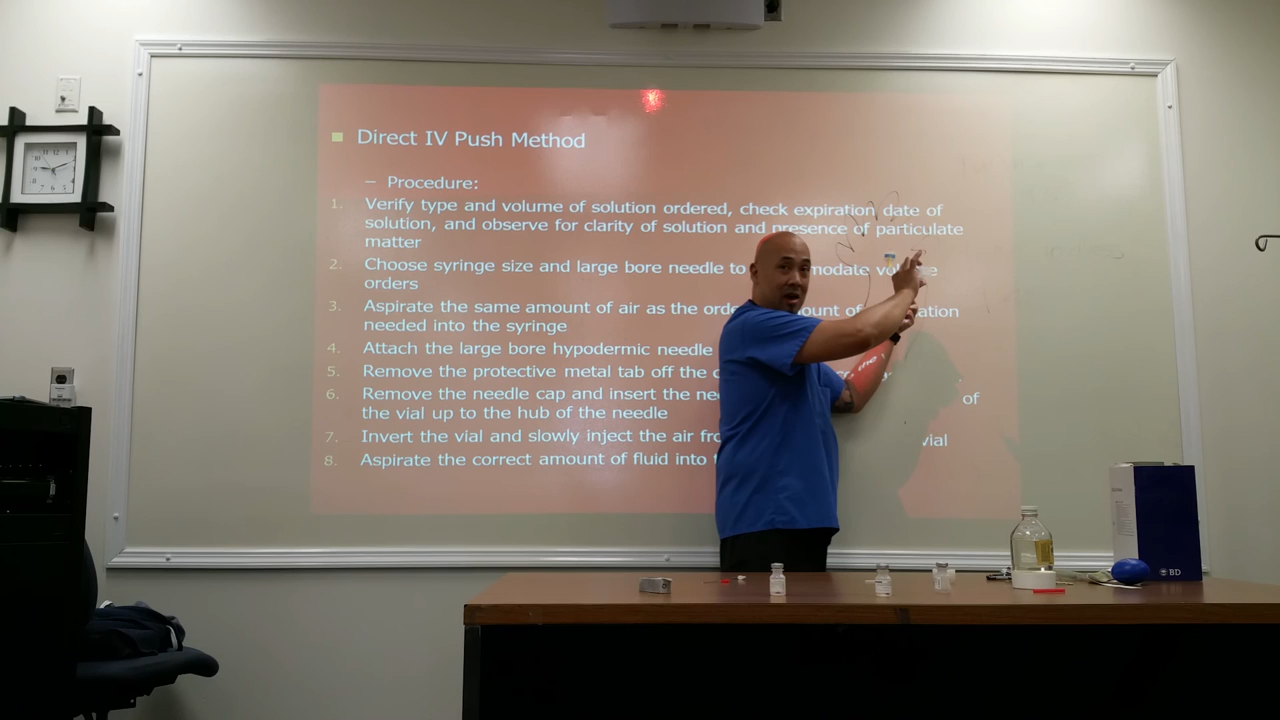 Direct IV Push Method
– Procedure:
1. Verify type and volume of solution ordered, check expiration date of
solution, and observe for clarity of solution and presence of particulate
matter
2. Choose syringe size and large bore needle to modate
orders
3. Aspirate the same amount of air as the
needed into the syringe
4. Attach the large bore hypodermic needle
5. Remove the protective metal tab off the the
6. Remove the needle cap and insert the of
the vial up to the hub of the needle
7. Invert the vial and slowly inject the air vial
8. Aspirate the correct amount of fluid into
BD